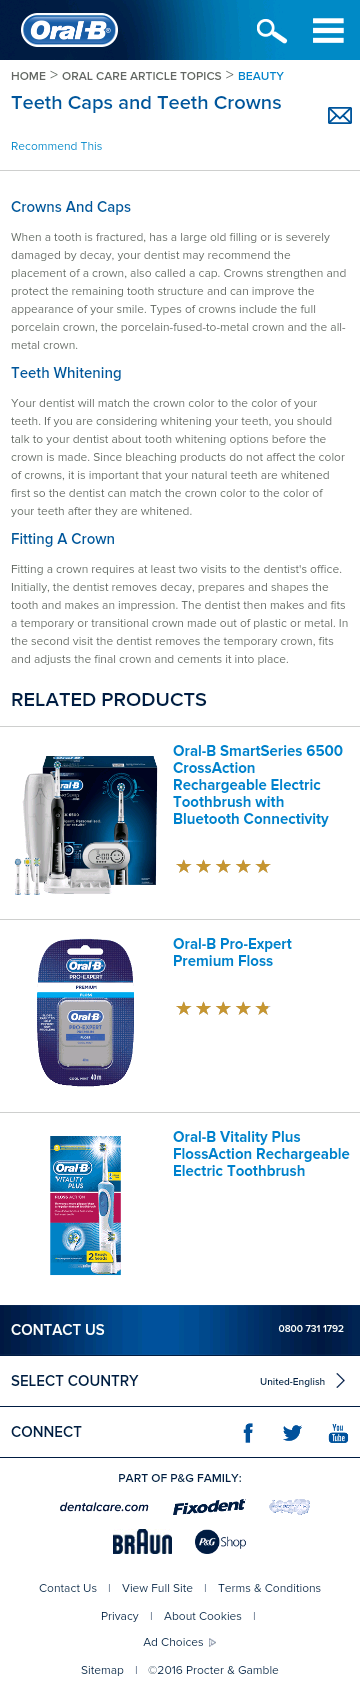 Oral-B
HOME > ORAL CARE ARTICLE TOPICS > BEAUTY
Teeth Caps and Teeth Crowns
Recommend This
Crowns And Caps
When a tooth is fractured, has a large old filling or is severely
damaged by decay, your dentist may recommend the
placement of a crown, also called a cap. Crowns strengthen and
protect the remaining tooth structure and can improve the
appearance of your smile. Types of crowns include the full
porcelain crown, the porcelain-fused-to-metal crown and the all-
metal crown.
Teeth Whitening
Your dentist will match the crown color to the color of your
teeth. If you are considering whitening your teeth, you should
talk to your dentist about tooth whitening options before the
crown is made. Since bleaching products do not affect the color
of crowns, it is important that your natural teeth are whitened
first so the dentist can match the crown color to the color of
your teeth after they are whitened.
Fitting A Crown
Fitting a crown requires at least two visits to the dentist's office.
Initially, the dentist removes decay, prepares and shapes the
tooth and makes an impression. The dentist then makes and fits
a temporary or transitional crown made out of plastic or metal. In
the second visit the dentist removes the temporary crown, fits
and adjusts the final crown and cements it into place.
RELATED PRODUCTS
Oral-B SmartSeries 6500
CrossAction
Rechargeable Electric
Toothbrush with
Bluetooth Connectivity
Oral-B
Oral-B Pro-Expert
Premium Floss
Oral-B
PRO-EXPERT
PREMIUM
FLOSS
Oral-B
PRO-EXPERT
FLOSS
COOL MINT 40m
Oral-B Vitality Plus
FlossAction Rechargeable
Electric Toothbrush
Oral-B
VITALITY
PLUS
FLOSS ACTION
2 Brush
heads
CONTACT US
0800 731 1792
SELECT COUNTRY
United-English
CONNECT
You
Tube
PART OF P&G FAMILY:
dentalcare.com
Fixodent
BRAUN
P&G Shop
Contact Us | View Full Site | Terms & Conditions
Privacy | About Cookies |
Ad Choices
Sitemap | ©2016 Procter & Gamble